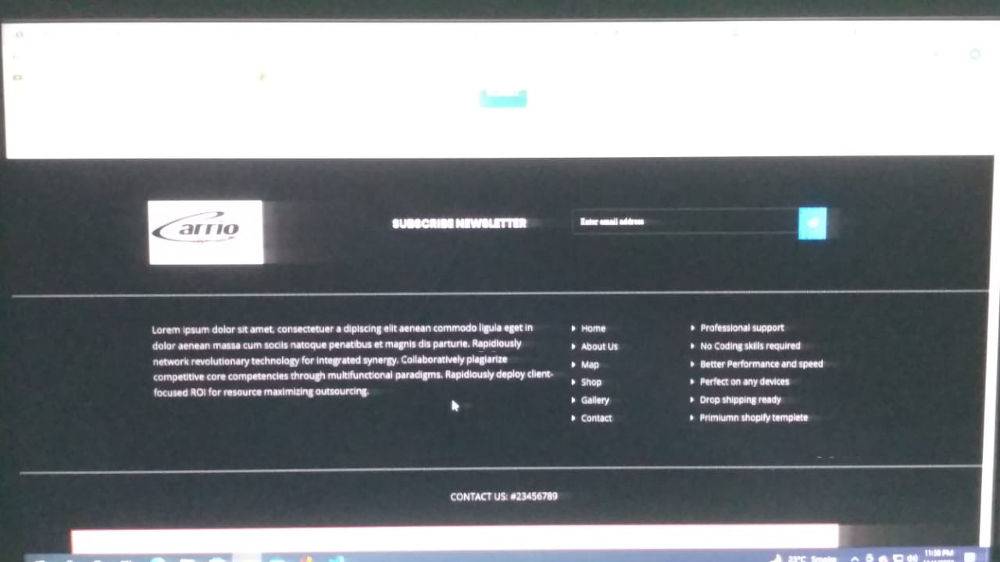 Carrio
SUBSCRIBE NEWSLETTER
Enter email address
Lorem ipsum dolor sit amet, consectetuer a dipiscing elit aenean commodo ligula eget in
dolor aenean massa cum sociis natoque penatibus et magnis dis parturie. Rapidiously
network revolutionary technology for integrated synergy. Collaboratively plagiarize
competitive core competencies through multifunctional paradigms. Rapidiously deploy client-
focused ROI for resource maximizing outsourcing.
Home
About Us
Map
Shop
Gallery
Contact
Professional support
No Coding skills required
Better Performance and speed
Perfect on any devices
Drop shipping ready
Primiumn shopify templete
CONTACT US: #23456789
23°C Smoke
11:38 PM